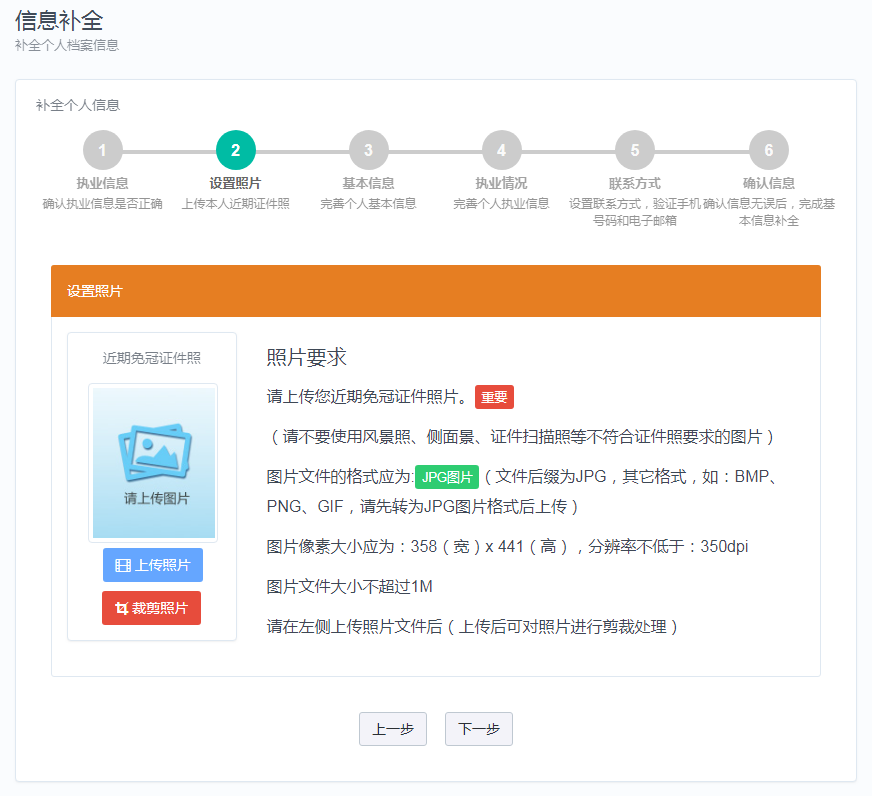 信息补全
补全个人档案信息
补全个人信息
1
2
3
4
5
6
执业信息
设置照片
基本信息
执业情况
联系方式
确认信息
确认执业信息是否正确
上传本人近期证件照
完善个人基本信息
完善个人执业信息
设置联系方式，验证手机
号码和电子邮箱
确认信息无误后，完成基
本信息补全
设置照片
近期免冠证件照
请上传图片
上传照片
裁剪照片
照片要求
请上传您近期免冠证件照片。 重要
（请不要使用风景照、侧面景、证件扫描照等不符合证件照要求的图片）
图片文件的格式应为: JPG图片（文件后缀为JPG，其它格式，如：BMP、
PNG、GIF，请先转为JPG图片格式后上传）
图片像素大小应为：358（宽）x 441（高），分辨率不低于：350dpi
图片文件大小不超过1M
请在左侧上传照片文件后（上传后可对照片进行剪裁处理）
上一步
下一步